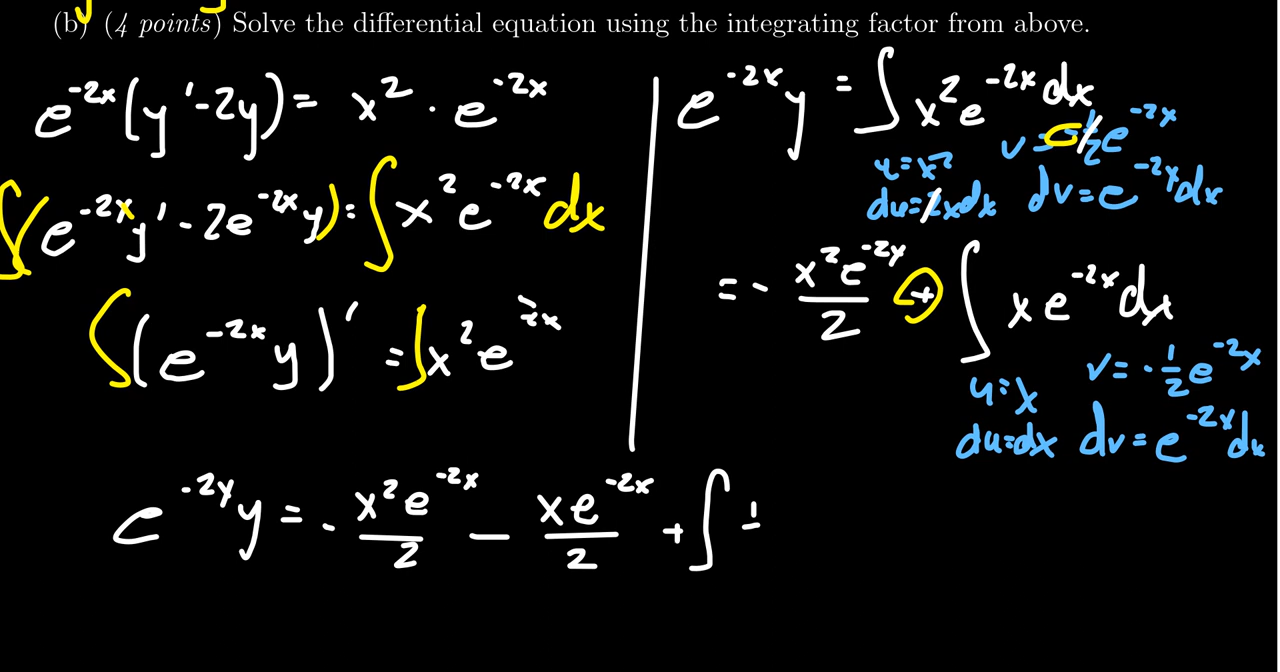 (b) (4 points) Solve the differential equation using the integrating factor from above.
e^{-2x}(y'-2y) = x^2 · e^{-2x}
∫(e^{-2x}y' - 2e^{-2x}y) = ∫x^2 e^{-2x} dx
∫(e^{-2x}y)' = ∫x^2 e^{-2x}
e^{-2x}y = ∫x^2 e^{-2x} dx
u=x^2 v=-1/2 e^{-2x}
du=2xdx dv=e^{-2x}dx
= - x^2 e^{-2x}/2 + ∫ x e^{-2x} dx
u=x v=-1/2 e^{-2x}
du=dx dv=e^{-2x}dx
e^{-2x}y = - x^2 e^{-2x}/2 - x e^{-2x}/2 + ∫ 1